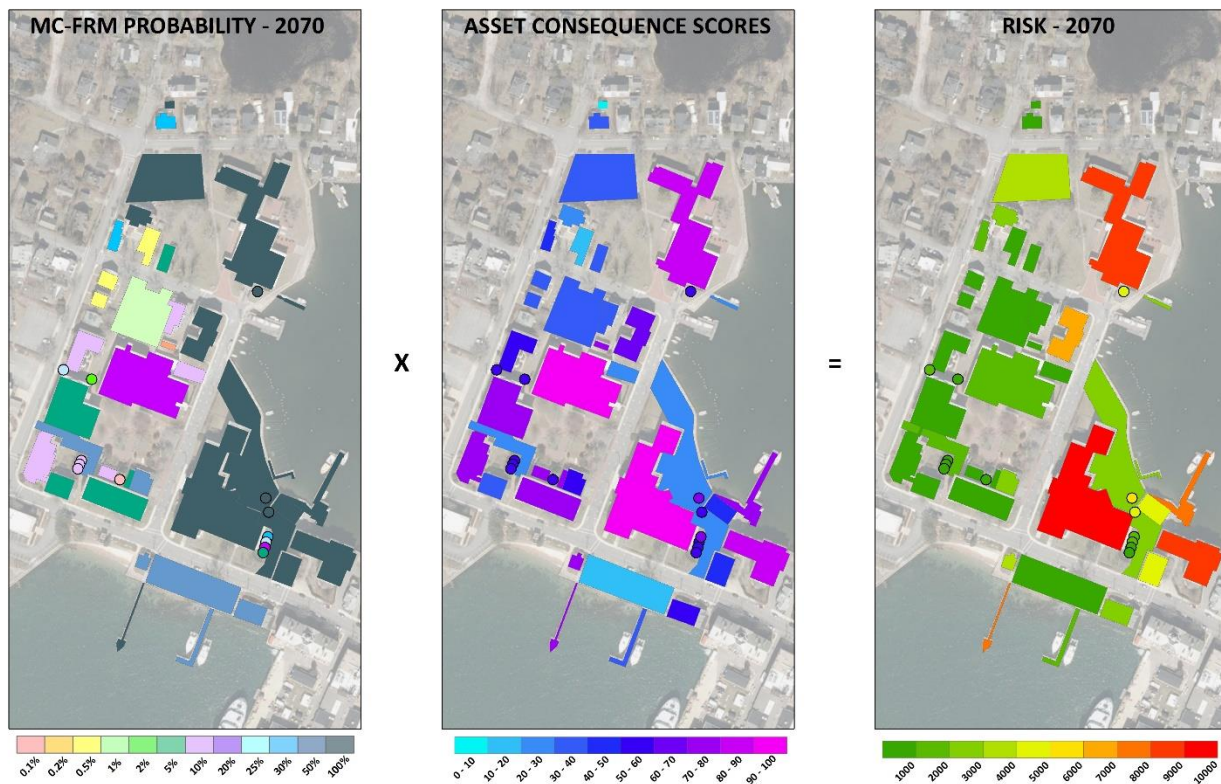 MC-FRM PROBABILITY - 2070
ASSET CONSEQUENCE SCORES
RISK - 2070
X
=
0.1%
0.2%
0.5%
1%
2%
5%
10%
20%
25%
30%
50%
100%
0 - 10
10 - 20
20 - 30
30 - 40
40 - 50
50 - 60
60 - 70
70 - 80
80 - 90
90 - 100
1000
2000
3000
4000
5000
6000
7000
8000
9000
10000